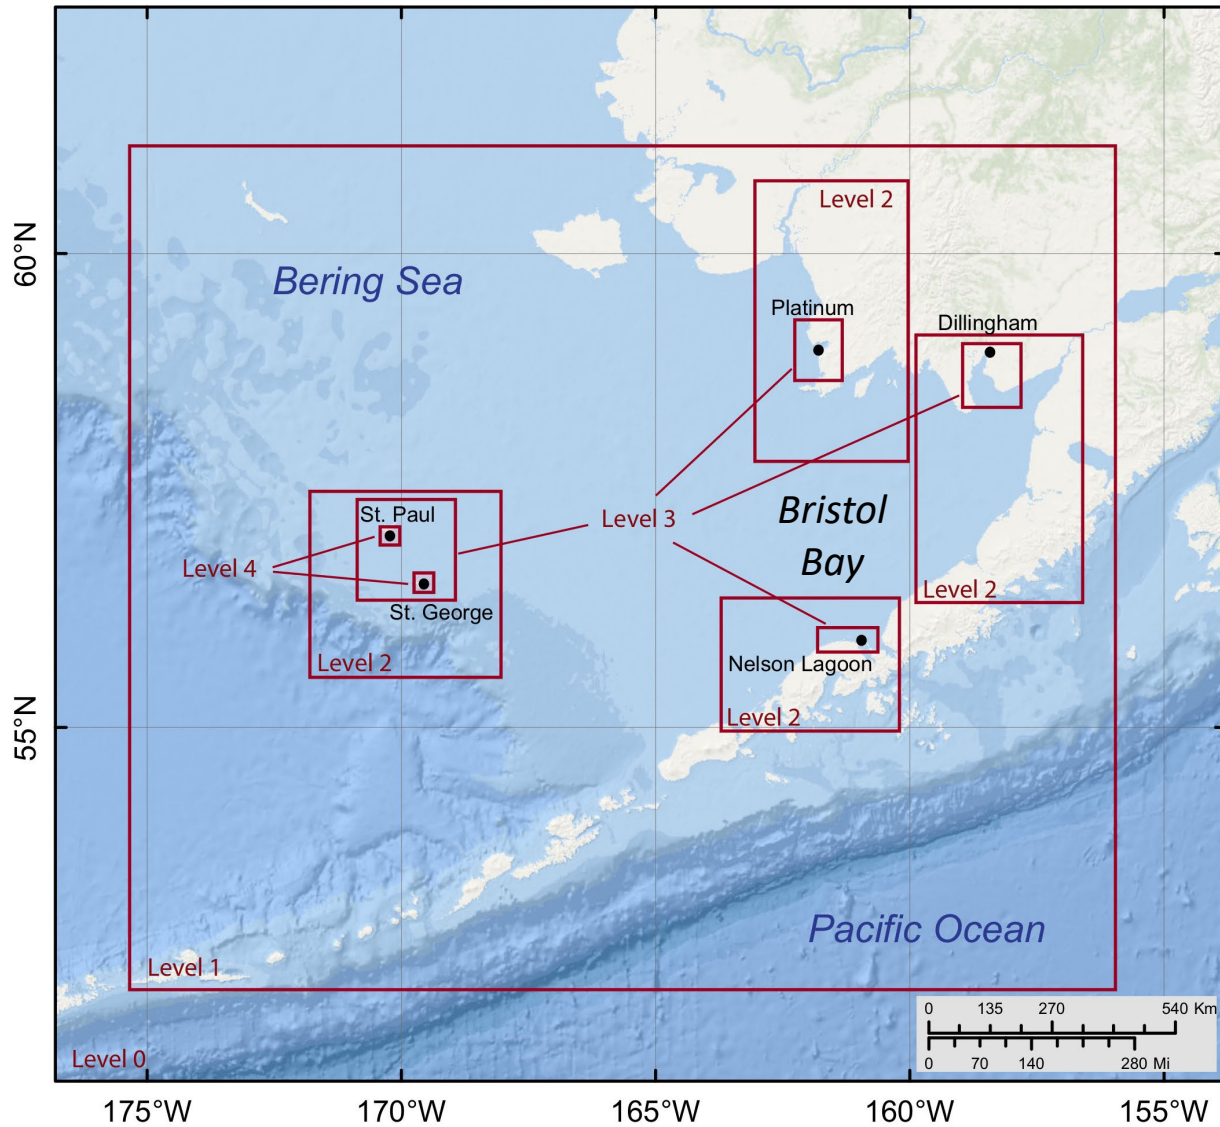 Level 2
60°N
Bering Sea
Platinum
Dillingham
St. Paul
Level 3
Bristol
Bay
Level 4
St. George
Level 2
Level 2
Nelson Lagoon
Level 2
55°N
Pacific Ocean
Level 1
0 135 270 540 Km
Level 0
0 70 140 280 Mi
175°W 170°W 165°W 160°W 155°W